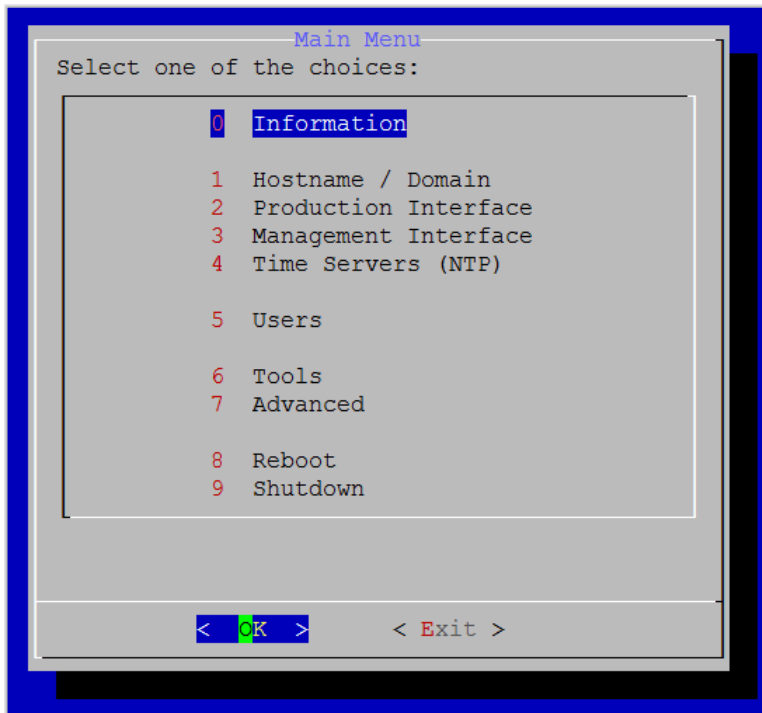 Main Menu
Select one of the choices:
0 Information
1 Hostname / Domain
2 Production Interface
3 Management Interface
4 Time Servers (NTP)
5 Users
6 Tools
7 Advanced
8 Reboot
9 Shutdown
< OK > < Exit >